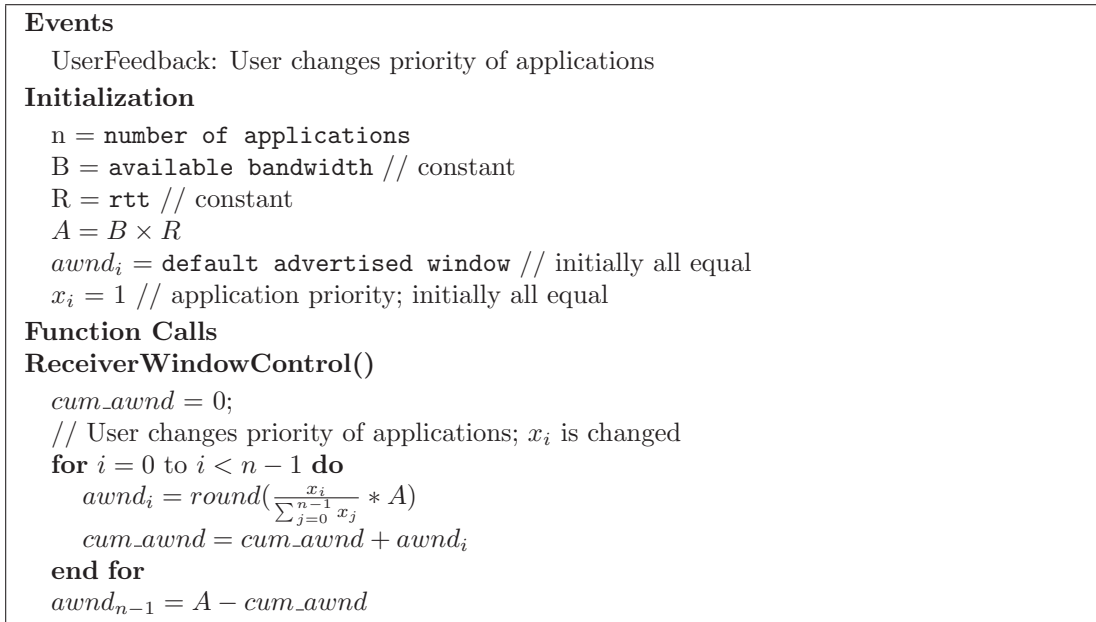 Events
UserFeedback: User changes priority of applications
Initialization
n = number of applications
B = available bandwidth // constant
R = rtt // constant
A = B × R
awnd_i = default advertised window // initially all equal
x_i = 1 // application priority; initially all equal
Function Calls
ReceiverWindowControl()
cum_awnd = 0;
// User changes priority of applications; x_i is changed
for i = 0 to i < n − 1 do
awnd_i = round(\frac{x_i}{\sum_{j=0}^{n-1} x_j} * A)
cum_awnd = cum_awnd + awnd_i
end for
awnd_{n−1} = A − cum_awnd